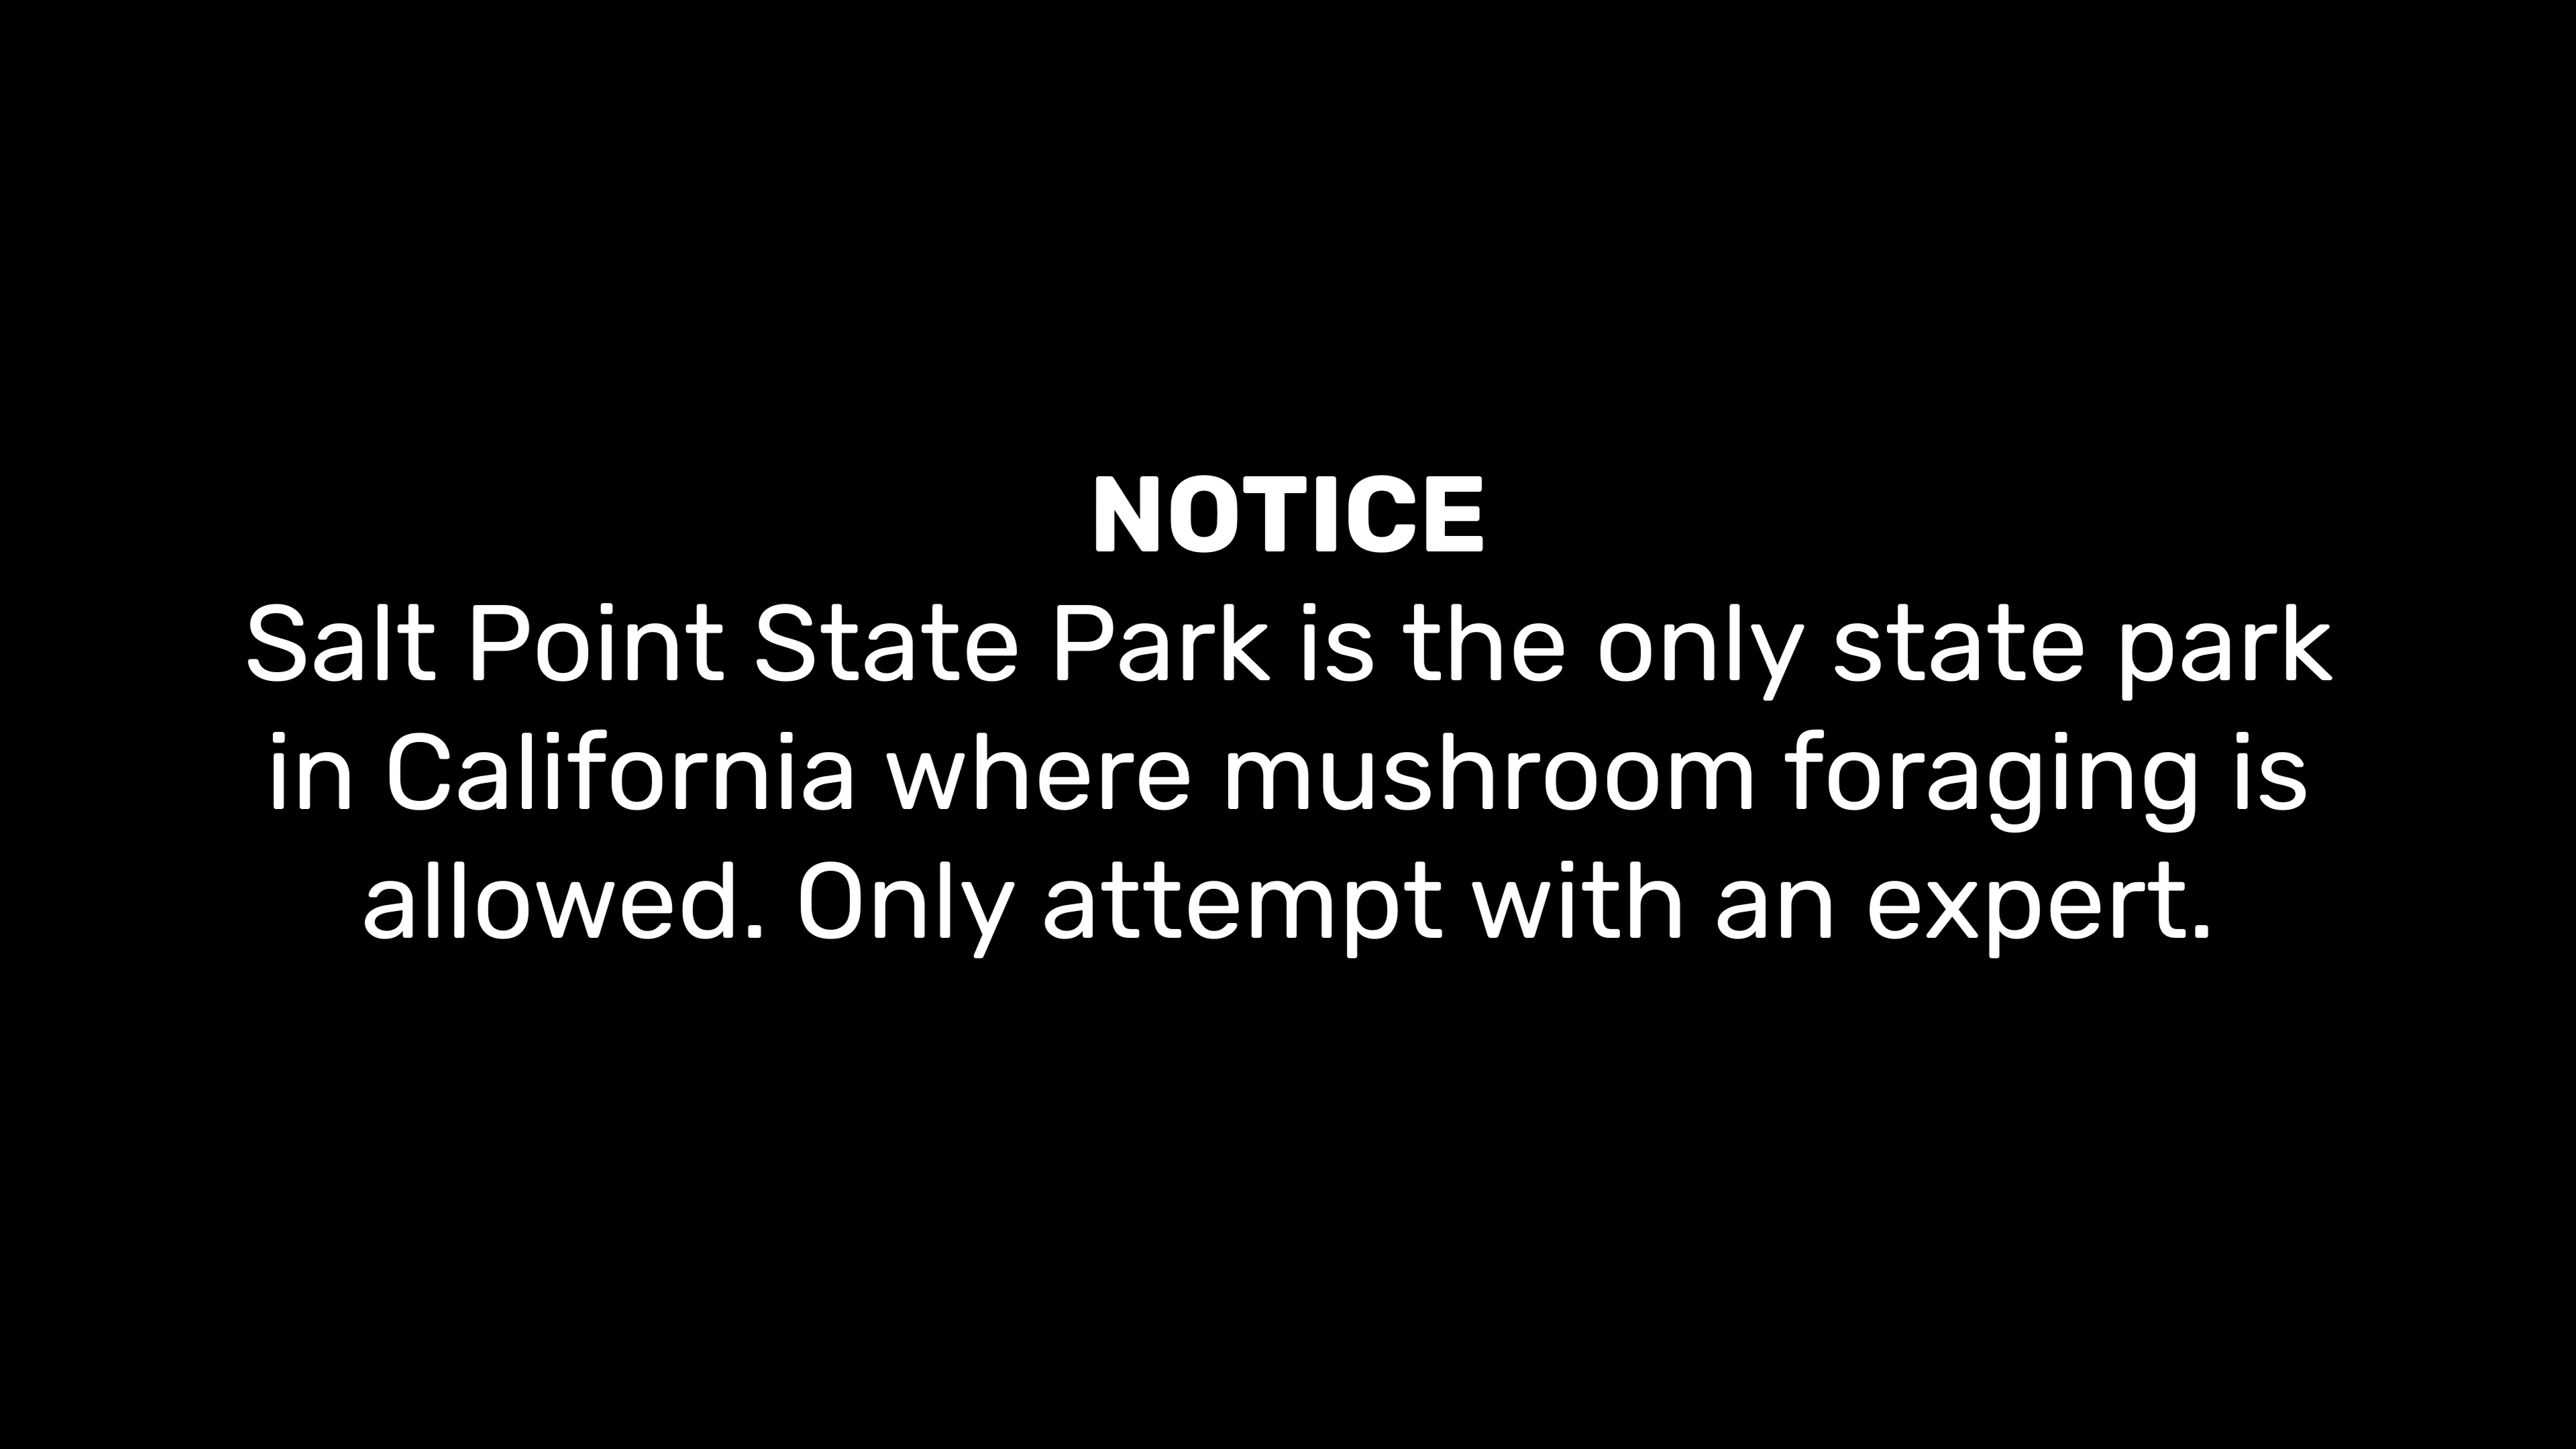 NOTICE
Salt Point State Park is the only state park
in California where mushroom foraging is
allowed. Only attempt with an expert.